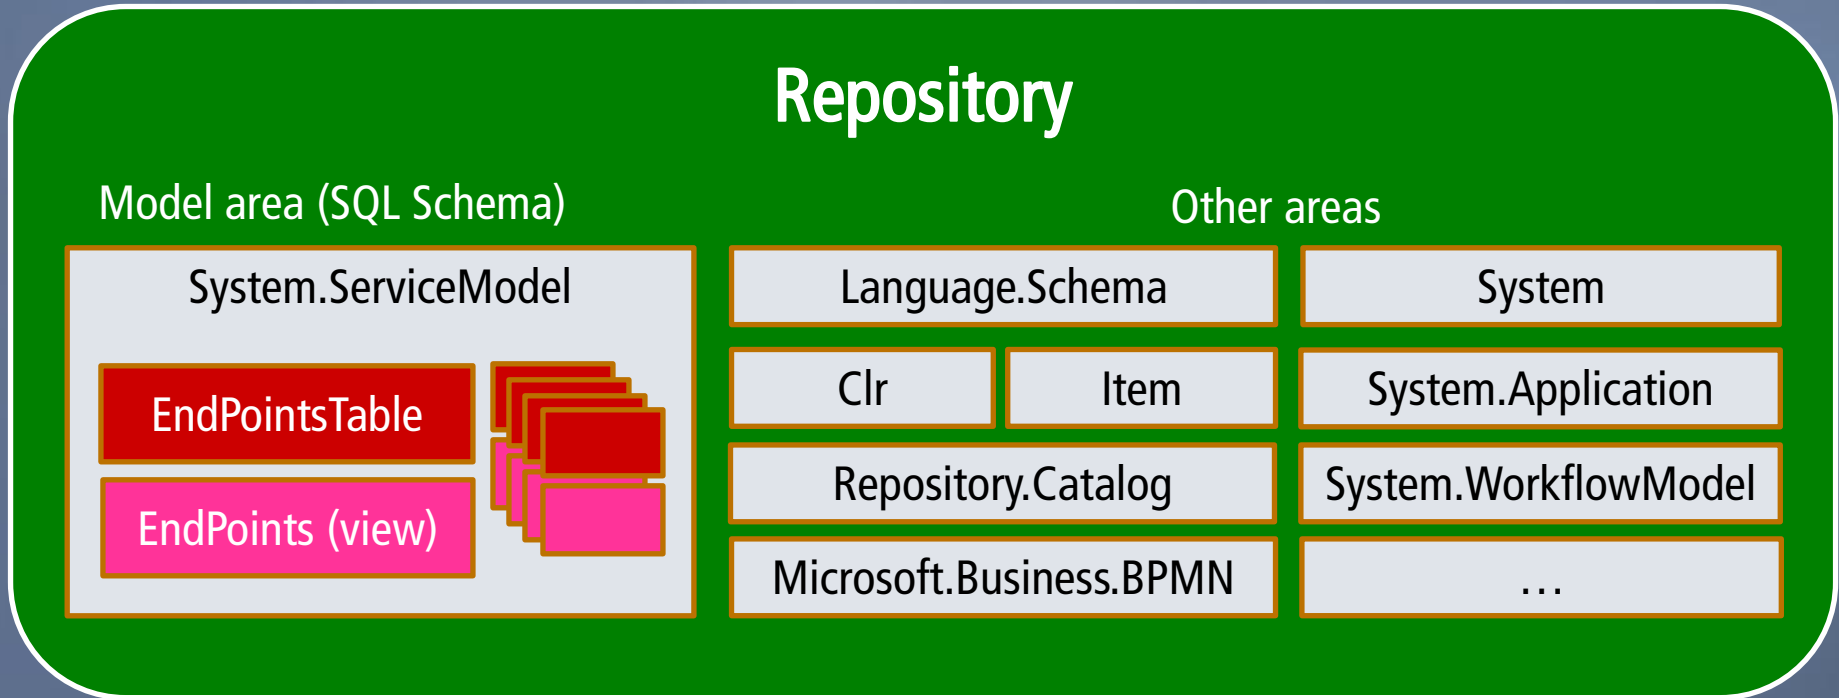 Repository
Model area (SQL Schema)
Other areas
System.ServiceModel
EndPointsTable
EndPoints (view)
Language.Schema
System
Clr
Item
System.Application
Repository.Catalog
System.WorkflowModel
Microsoft.Business.BPMN
...